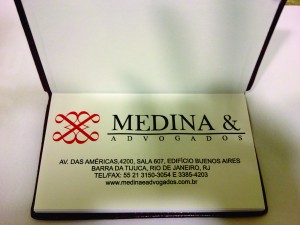 MEDINA &
ADVOGADOS
AV. DAS AMÉRICAS,4200, SALA 607, EDIFÍCIO BUENOS AIRES
BARRA DA TIJUCA, RIO DE JANEIRO, RJ
TEL/FAX: 55 21 3150-3054 E 3385-4203
www.medinaeadvogados.com.br